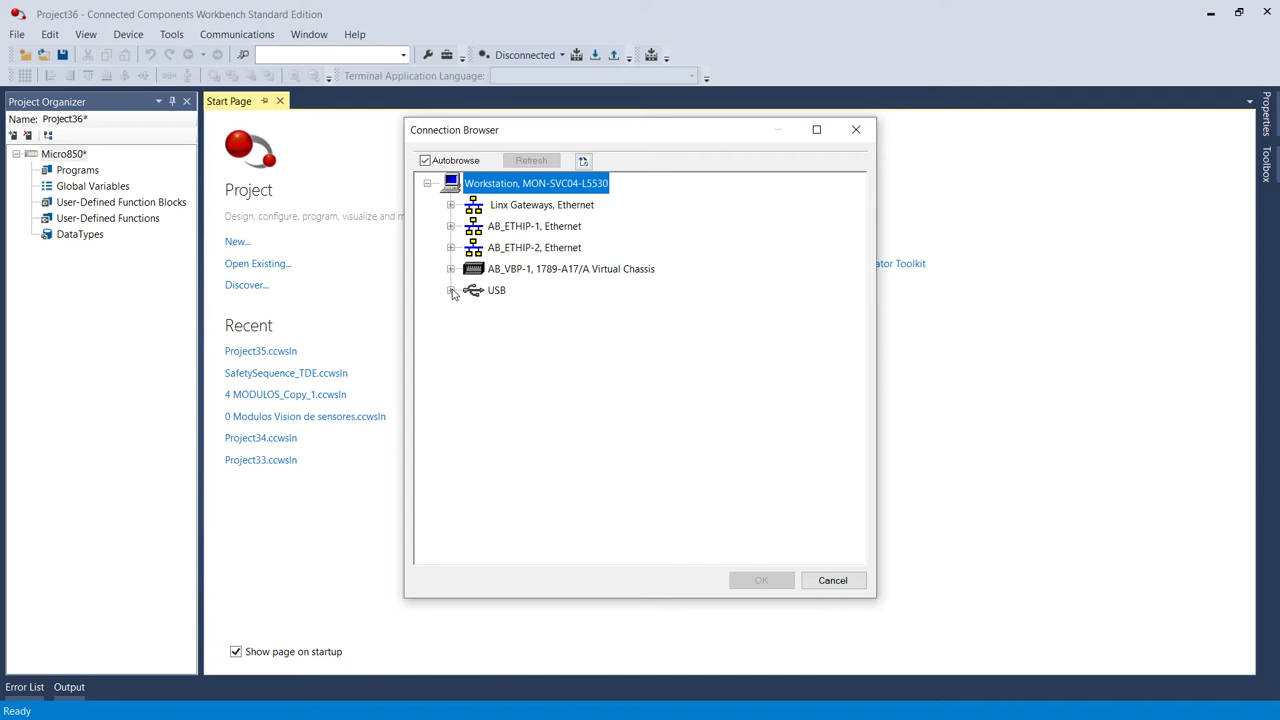 Project36 - Connected Components Workbench Standard Edition
File Edit View Device Tools Communications Window Help
Disconnected
Terminal Application Language:
Project Organizer
Name: Project36*
Micro850*
Programs
Global Variables
User-Defined Function Blocks
User-Defined Functions
DataTypes
Start Page
Project
Design, configure, program, visualize and m
New...
Open Existing...
Discover...
ator Toolkit
Recent
Project35.ccwsln
SafetySequence_TDE.ccwsln
4 MODULOS_Copy_1.ccwsln
0 Modulos Vision de sensores.ccwsln
Project34.ccwsln
Project33.ccwsln
Show page on startup
Connection Browser
Autobrowse Refresh
Workstation, MON-SVC04-L5530
Linx Gateways, Ethernet
AB_ETHIP-1, Ethernet
AB_ETHIP-2, Ethernet
AB_VBP-1, 1789-A17/A Virtual Chassis
USB
OK Cancel
Properties
Toolbox
Error List Output
Ready